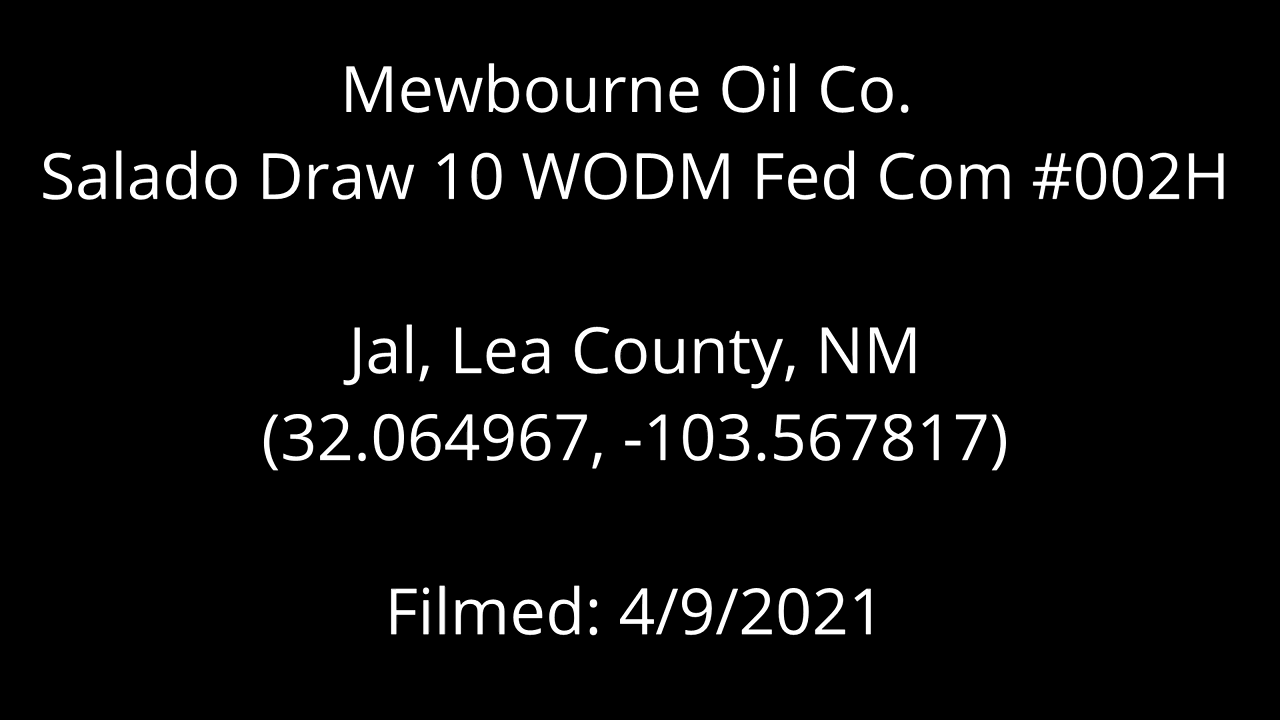 Mewbourne Oil Co.
Salado Draw 10 WODM Fed Com #002H
Jal, Lea County, NM
(32.064967, -103.567817)
Filmed: 4/9/2021